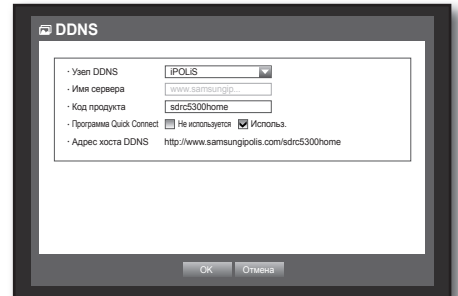 DDNS
· Узел DDNS iPOLiS
· Имя сервера www.samsungip...
· Код продукта sdrc5300home
· Программа Quick Connect Не используется Использ.
· Адрес хоста DDNS http://www.samsungipolis.com/sdrc5300home
OK Отмена